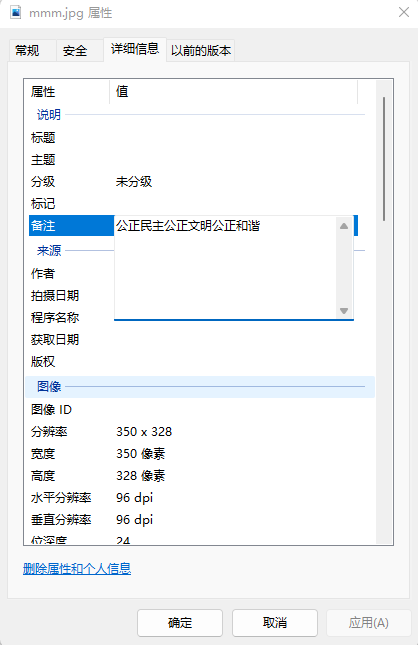 mmm.jpg 属性
常规 安全 详细信息 以前的版本
属性 值
说明
标题
主题
分级 未分级
标记
备注 公正民主公正文明公正和谐
来源
作者
拍摄日期
程序名称
获取日期
版权
图像
图像 ID
分辨率 350 x 328
宽度 350 像素
高度 328 像素
水平分辨率 96 dpi
垂直分辨率 96 dpi
位深度 24
删除属性和个人信息
确定 取消 应用(A)